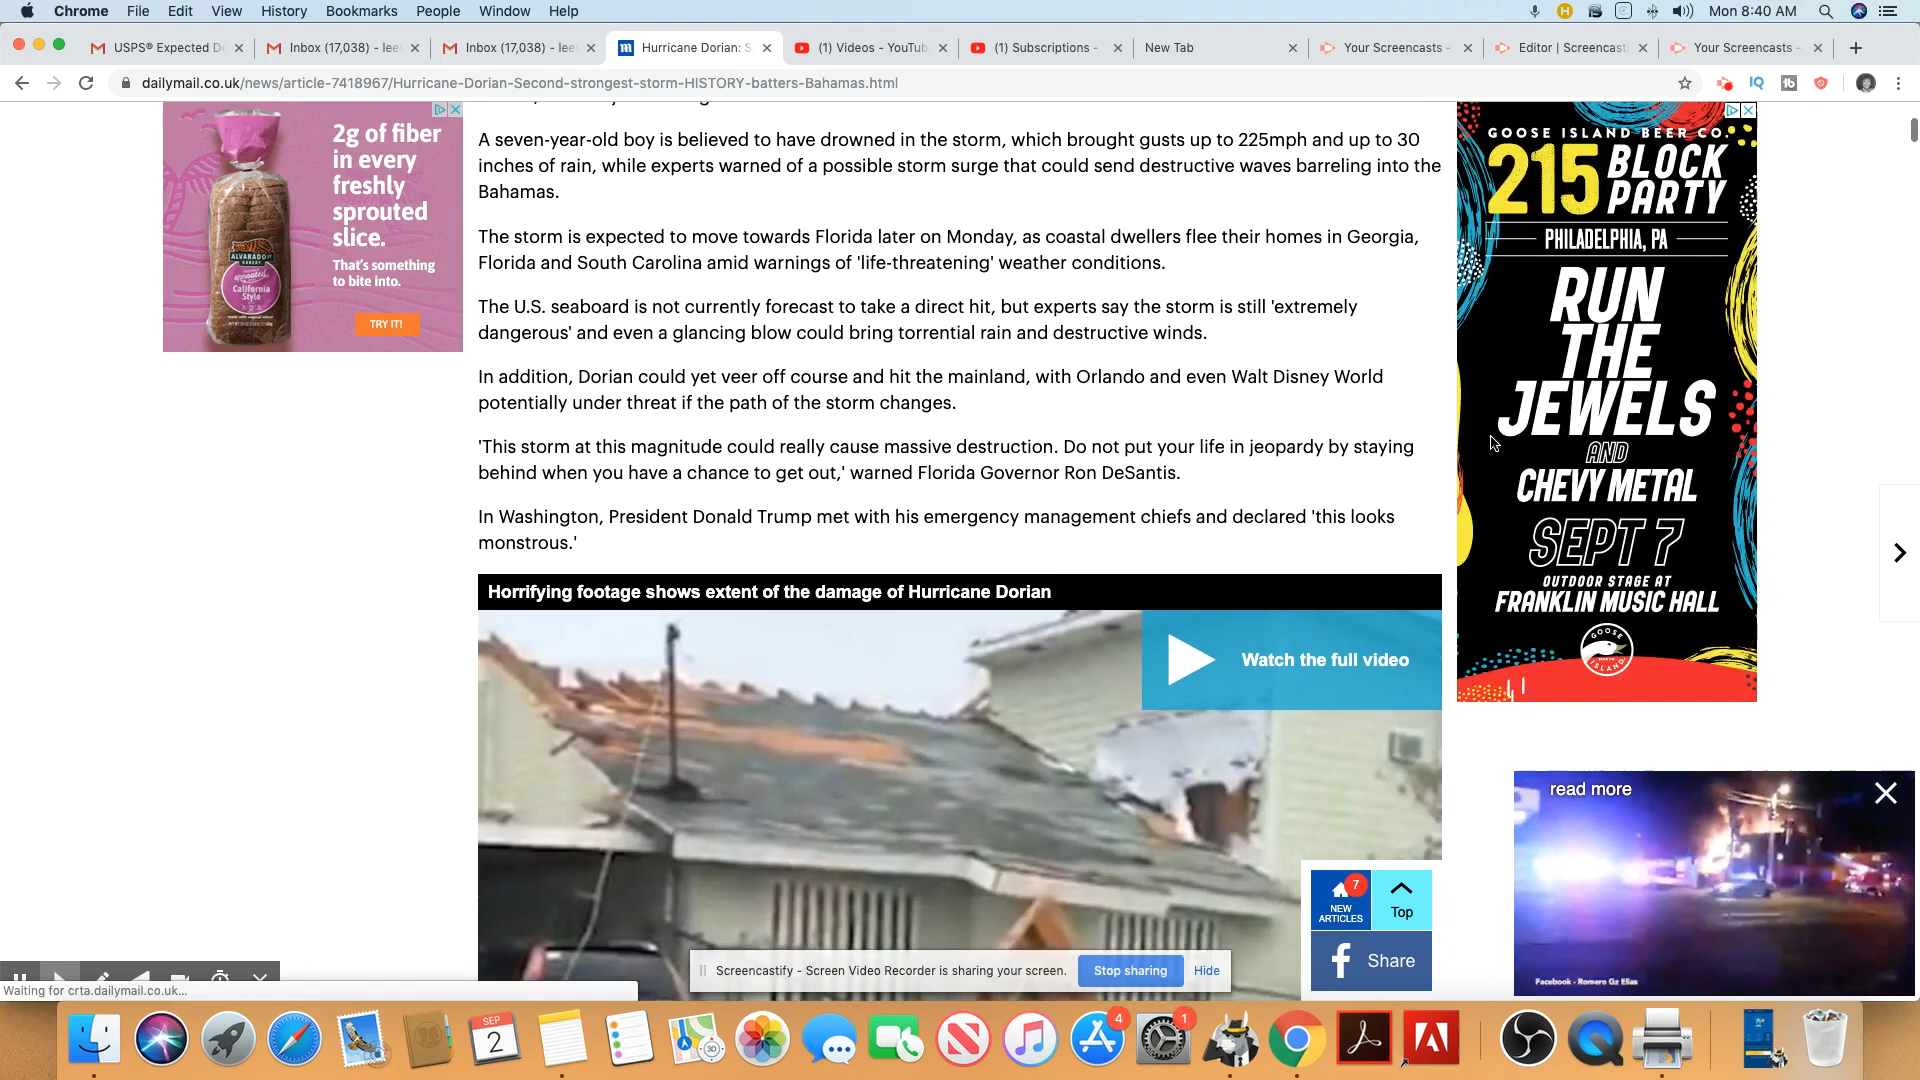 Chrome File Edit View History Bookmarks People Window Help
Mon 8:40 AM
USPS® Expected D
Inbox (17,038) - lee
Inbox (17,038) - lee
Hurricane Dorian: S
(1) Videos - YouTub
(1) Subscriptions -
New Tab
Your Screencasts -
Editor | Screencast
Your Screencasts -
dailymail.co.uk/news/article-7418967/Hurricane-Dorian-Second-strongest-storm-HISTORY-batters-Bahamas.html
2g of fiber
in every
freshly
sprouted
slice.
That's something
to bite into.
TRY IT!
ALVARADO ST
BAKERY
Sprouted
California
Style
A seven-year-old boy is believed to have drowned in the storm, which brought gusts up to 225mph and up to 30
inches of rain, while experts warned of a possible storm surge that could send destructive waves barreling into the
Bahamas.
The storm is expected to move towards Florida later on Monday, as coastal dwellers flee their homes in Georgia,
Florida and South Carolina amid warnings of 'life-threatening' weather conditions.
The U.S. seaboard is not currently forecast to take a direct hit, but experts say the storm is still 'extremely
dangerous' and even a glancing blow could bring torrential rain and destructive winds.
In addition, Dorian could yet veer off course and hit the mainland, with Orlando and even Walt Disney World
potentially under threat if the path of the storm changes.
'This storm at this magnitude could really cause massive destruction. Do not put your life in jeopardy by staying
behind when you have a chance to get out,' warned Florida Governor Ron DeSantis.
In Washington, President Donald Trump met with his emergency management chiefs and declared 'this looks
monstrous.'
Horrifying footage shows extent of the damage of Hurricane Dorian
Watch the full video
GOOSE ISLAND BEER CO.
215 BLOCK
PARTY
PHILADELPHIA, PA
RUN
THE
JEWELS
AND
CHEVY METAL
SEPT 7
OUTDOOR STAGE AT
FRANKLIN MUSIC HALL
GOOSE
ISLAND
read more
Facebook - Romero Gz Elias
7
NEW
ARTICLES
Top
Share
Screencastify - Screen Video Recorder is sharing your screen.
Stop sharing
Hide
Waiting for crta.dailymail.co.uk...
SEP
2
3D
4
1